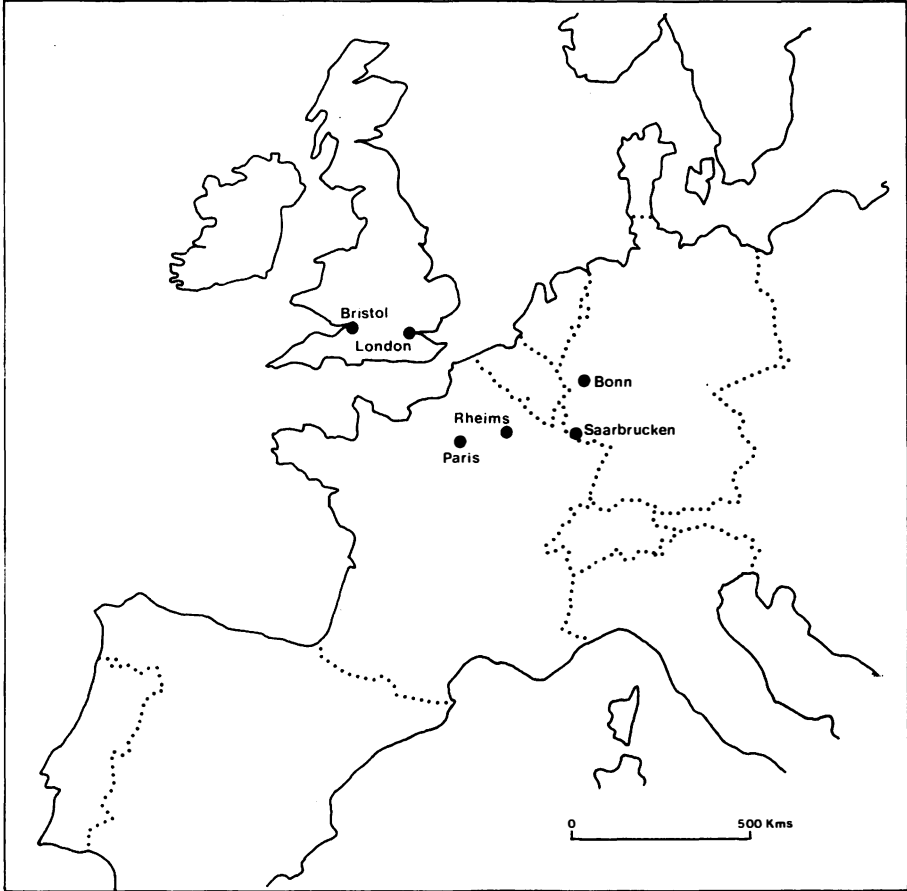 Bristol
London
Bonn
Rheims
Saarbrucken
Paris
0 500 Kms